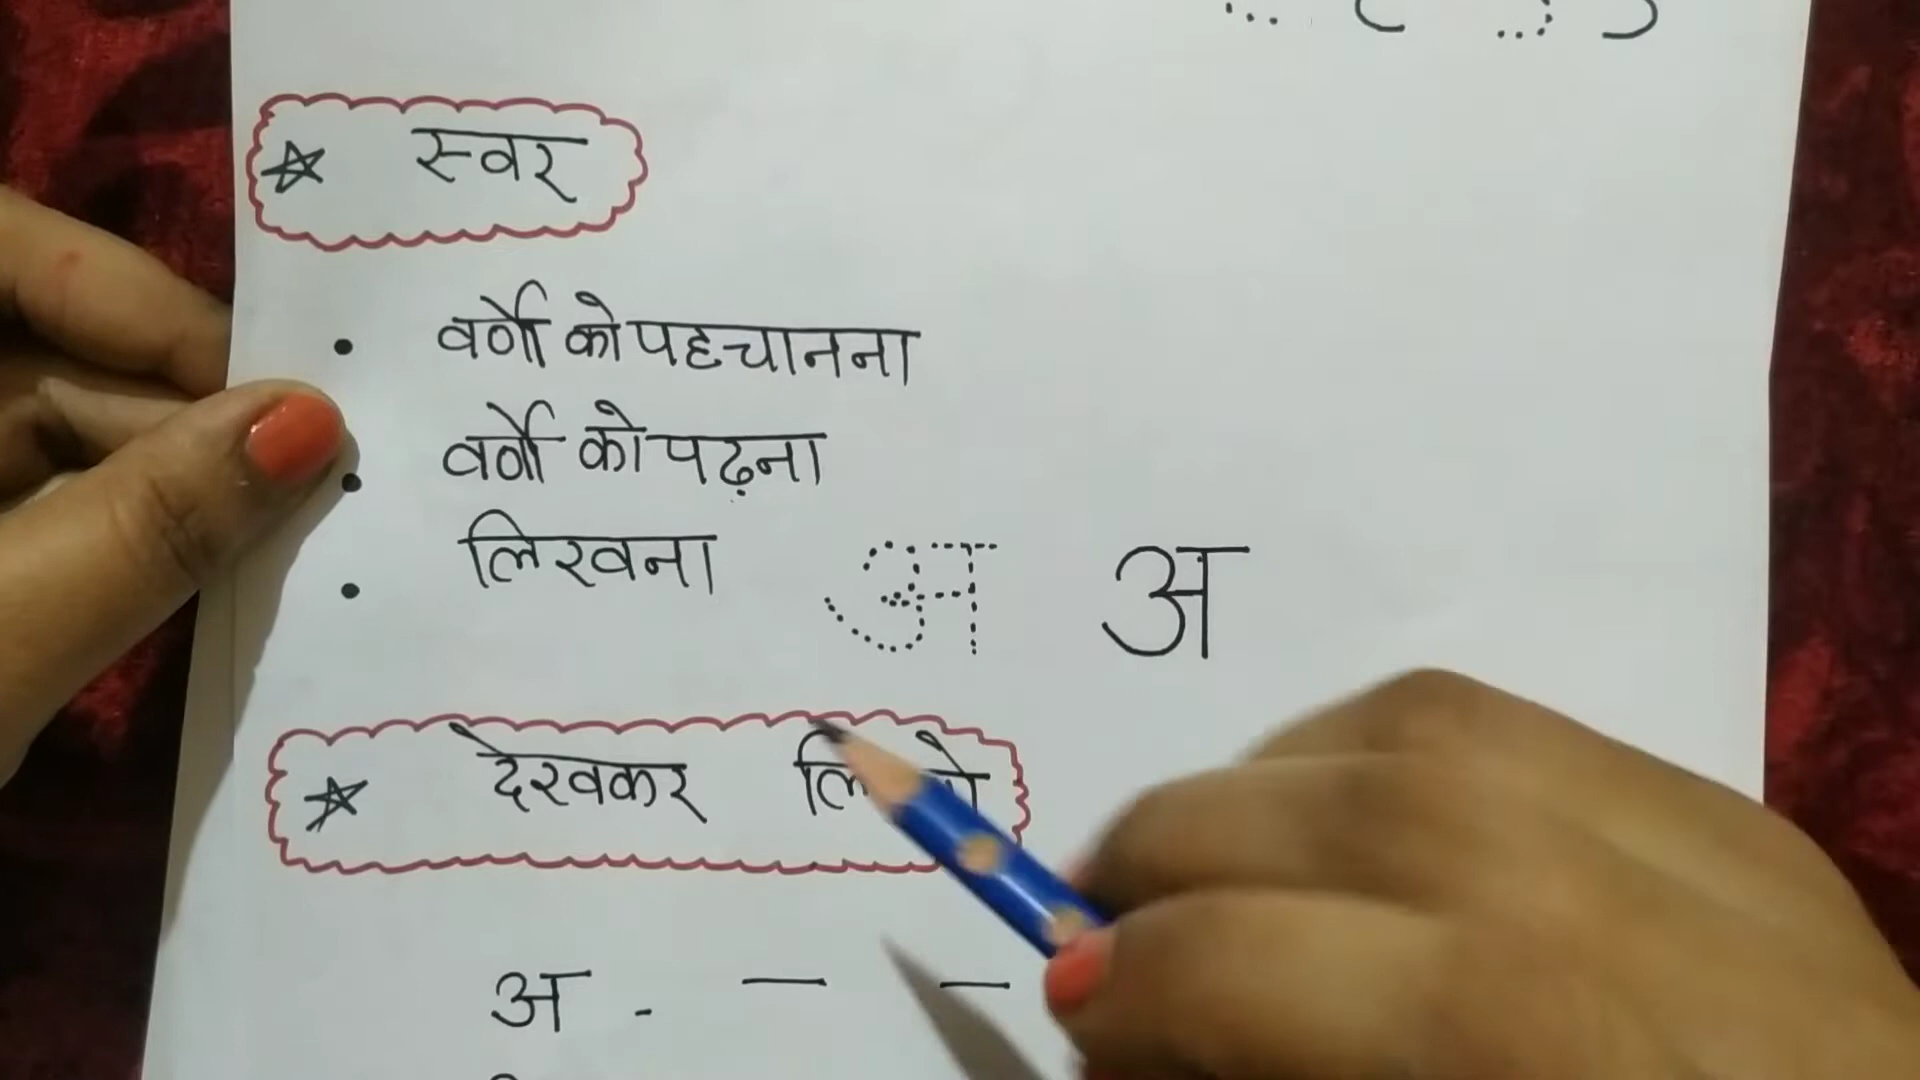 स्वर
वर्णों को पहचानना
वर्णों को पढ़ना
लिखना अ अ
देखकर
अ - — —